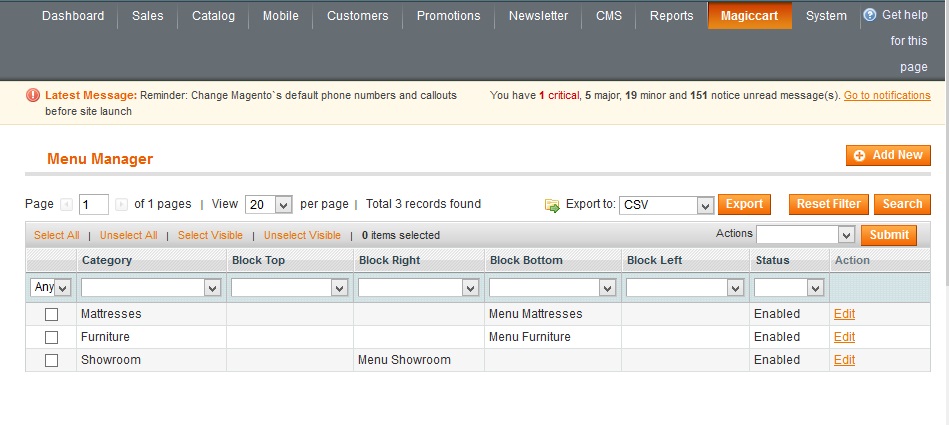 Dashboard Sales Catalog Mobile Customers Promotions Newsletter CMS Reports Magiccart System Get help
for this
page
Latest Message: Reminder: Change Magento`s default phone numbers and callouts You have 1 critical, 5 major, 19 minor and 151 notice unread message(s). Go to notifications
before site launch
Menu Manager Add New
Page 1 of 1 pages | View 20 per page | Total 3 records found Export to: CSV Export Reset Filter Search
Select All | Unselect All | Select Visible | Unselect Visible | 0 items selected Actions Submit
Category Block Top Block Right Block Bottom Block Left Status Action
Any
Mattresses Menu Mattresses Enabled Edit
Furniture Menu Furniture Enabled Edit
Showroom Menu Showroom Enabled Edit